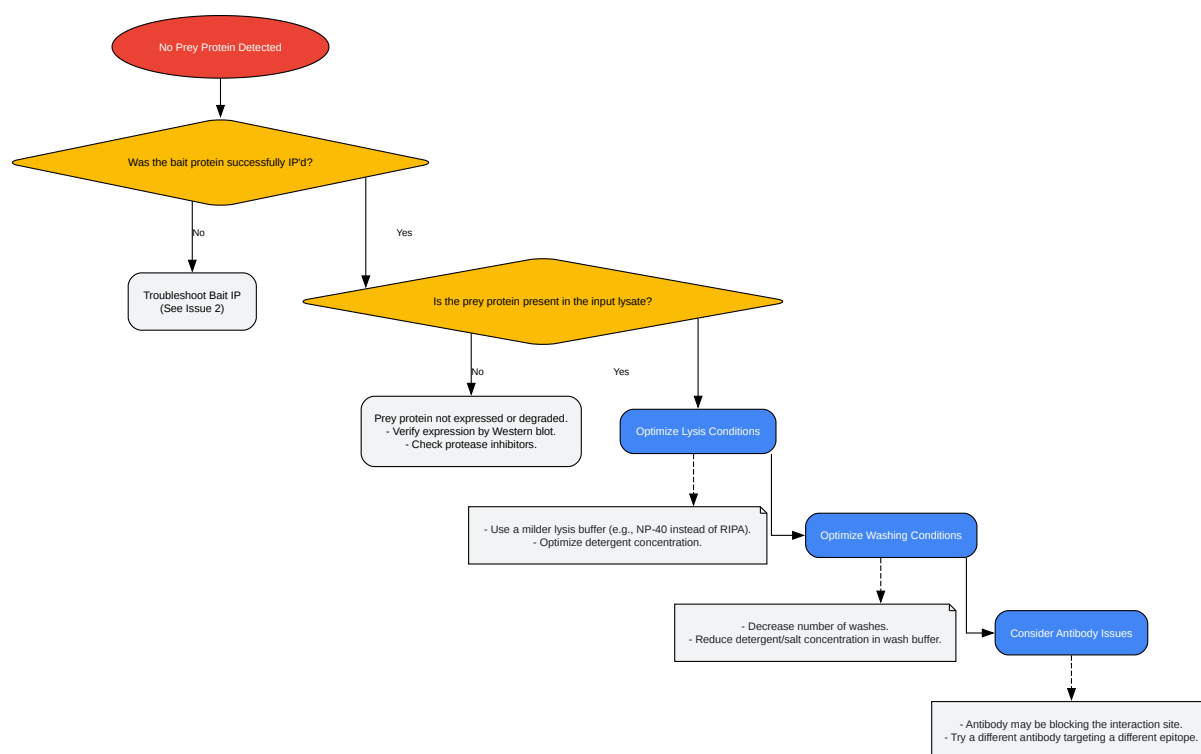 No Prey Protein Detected
Was the bait protein successfully IP'd?
No
Yes
Troubleshoot Bait IP
(See Issue 2)
Is the prey protein present in the input lysate?
No
Yes
Prey protein not expressed or degraded.
- Verify expression by Western blot.
- Check protease inhibitors.
Optimize Lysis Conditions
- Use a milder lysis buffer (e.g., NP-40 instead of RIPA).
- Optimize detergent concentration.
Optimize Washing Conditions
- Decrease number of washes.
- Reduce detergent/salt concentration in wash buffer.
Consider Antibody Issues
- Antibody may be blocking the interaction site.
- Try a different antibody targeting a different epitope.